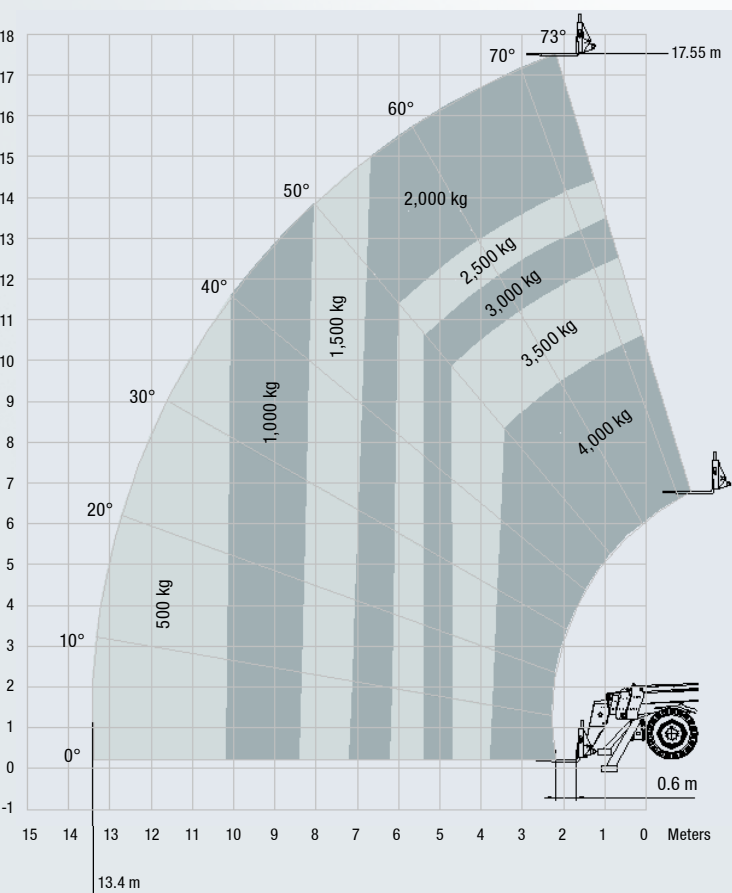 18
73°
17.55 m
70°
17
60°
16
15
50°
2,000 kg
14
13
2,500 kg
12
40°
3,000 kg
1,500 kg
11
3,500 kg
10
30°
1,000 kg
9
4,000 kg
8
7
20°
6
5
500 kg
4
10°
3
2
1
0°
0
0.6 m
-1
15 14 13 12 11 10 9 8 7 6 5 4 3 2 1 0 Meters
13.4 m